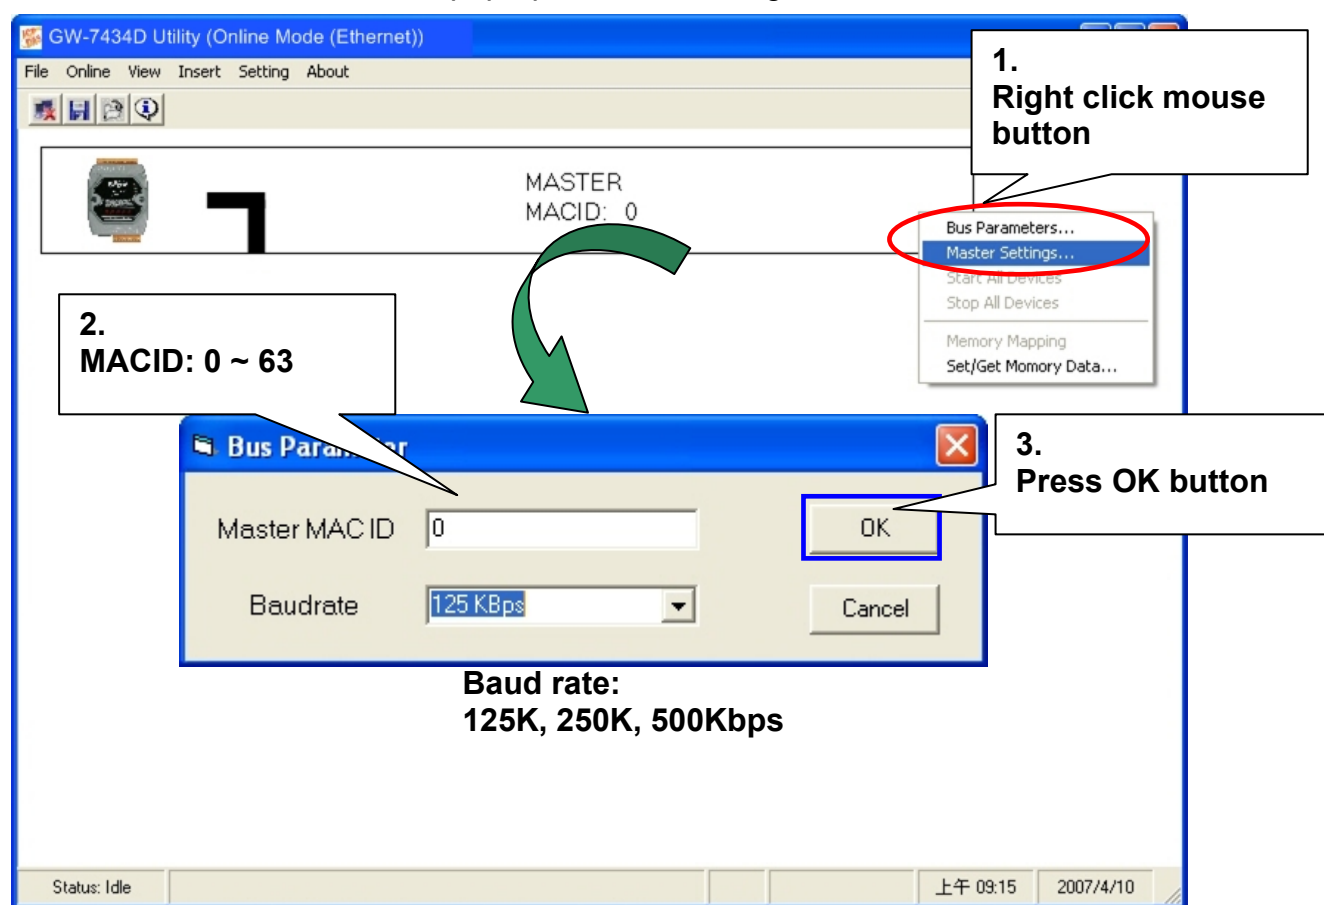 GW-7434D Utility (Online Mode (Ethernet))
File Online View Insert Setting About
1.
Right click mouse
button
MASTER
MACID: 0
Bus Parameters...
Master Settings...
Start All Devices
Stop All Devices
Memory Mapping
Set/Get Momory Data...
2.
MACID: 0 ~ 63
Bus Parameter
3.
Press OK button
Master MAC ID 0 OK
Baudrate 125 KBps Cancel
Baud rate:
125K, 250K, 500Kbps
Status: Idle 上午 09:15 2007/4/10